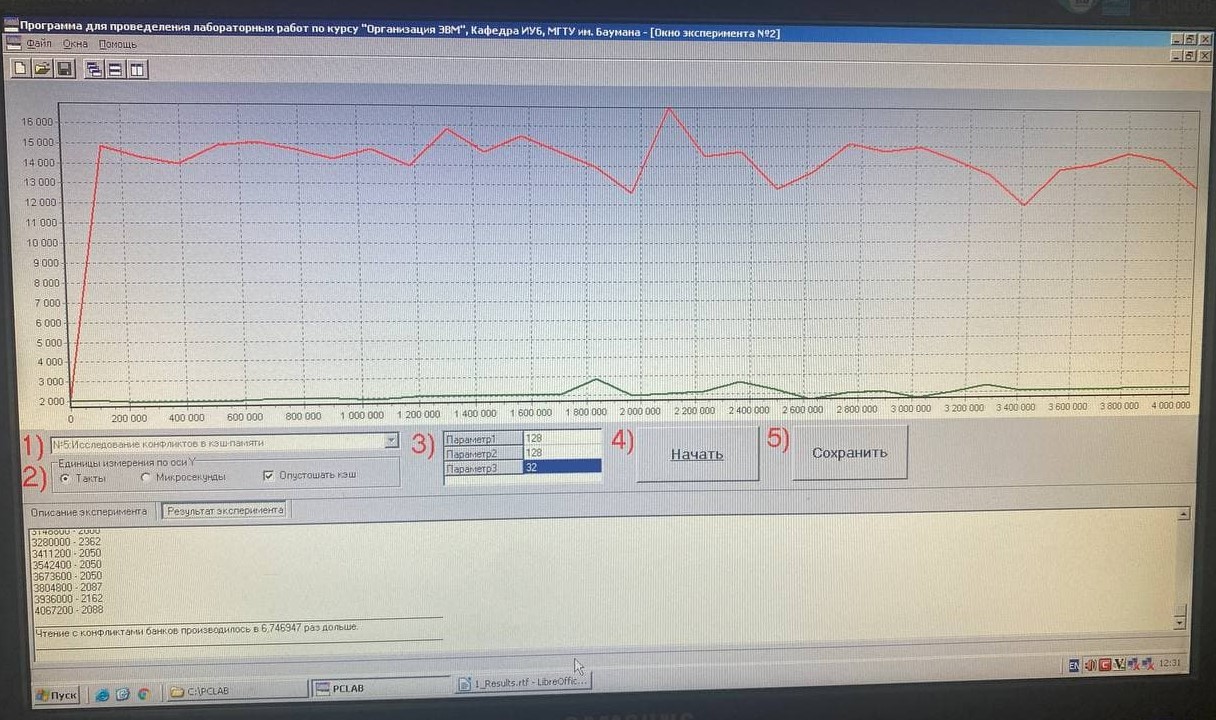 Программа для проведения лабораторных работ по курсу "Организация ЭВМ", Кафедра ИУ6, МГТУ им. Баумана - [Окно эксперимента №2]
Файл Окна Помощь
16 000
15 000
14 000
13 000
12 000
11 000
10 000
9 000
8 000
7 000
6 000
5 000
4 000
3 000
2 000
0 200 000 400 000 600 000 800 000 1 000 000 1 200 000 1 400 000 1 600 000 1 800 000 2 000 000 2 200 000 2 400 000 2 600 000 2 800 000 3 000 000 3 200 000 3 400 000 3 600 000 3 800 000 4 000 000
1) №5:Исследование конфликтов в кэш-памяти
2) Единицы измерения по оси Y
Такты Микросекунды Опустошать кэш
3) Параметр1 128
Параметр2 128
Параметр3 32
4) Начать
5) Сохранить
Описание эксперимента Результат эксперимента
3280000 - 2362
3411200 - 2050
3542400 - 2050
3673600 - 2050
3804800 - 2087
3936000 - 2162
4067200 - 2088
Чтение с конфликтами банков производилось в 6,746947 раз дольше.
Пуск C:\PCLAB PCLAB 1_Results.rtf - LibreOffic... EN 12:31